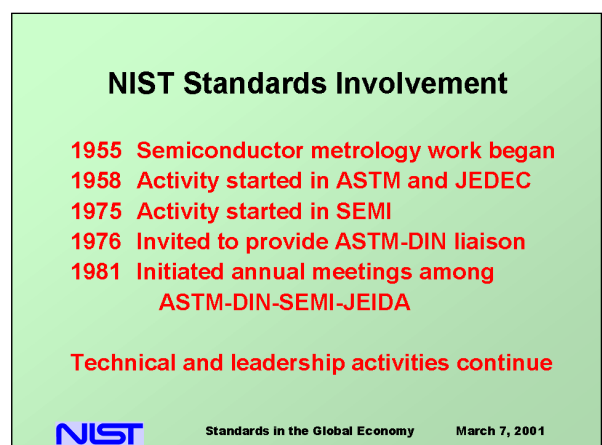 NIST Standards Involvement
1955 Semiconductor metrology work began
1958 Activity started in ASTM and JEDEC
1975 Activity started in SEMI
1976 Invited to provide ASTM-DIN liaison
1981 Initiated annual meetings among
ASTM-DIN-SEMI-JEIDA
Technical and leadership activities continue
NIST Standards in the Global Economy March 7, 2001